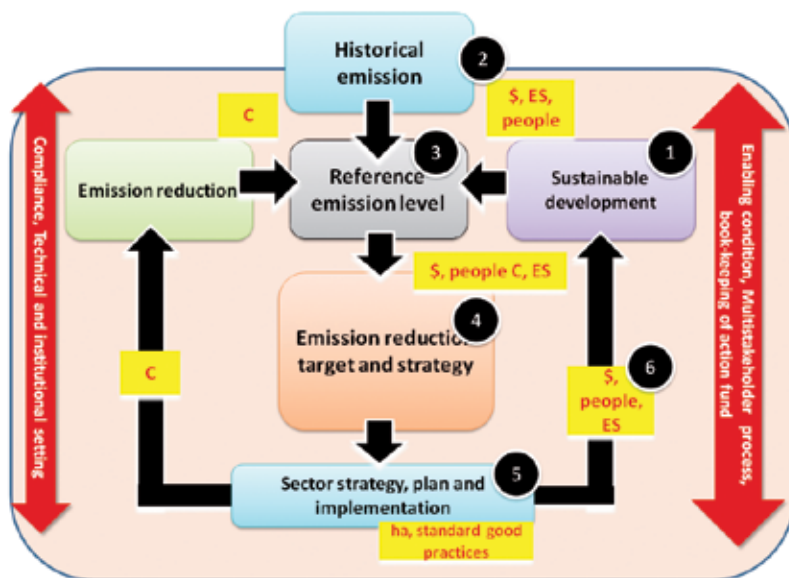 Historical
emission
2
$, ES,
people
C
Emission reduction
Reference
emission level
3
Sustainable
development
1
$, people C, ES
Emission reduction
target and strategy
4
C
6
$,
people,
ES
Sector strategy, plan and
implementation
5
ha, standard good
practices
Compliance, Technical and institutional setting
Enabling condition, Multistakeholder process,
book-keeping of action fund